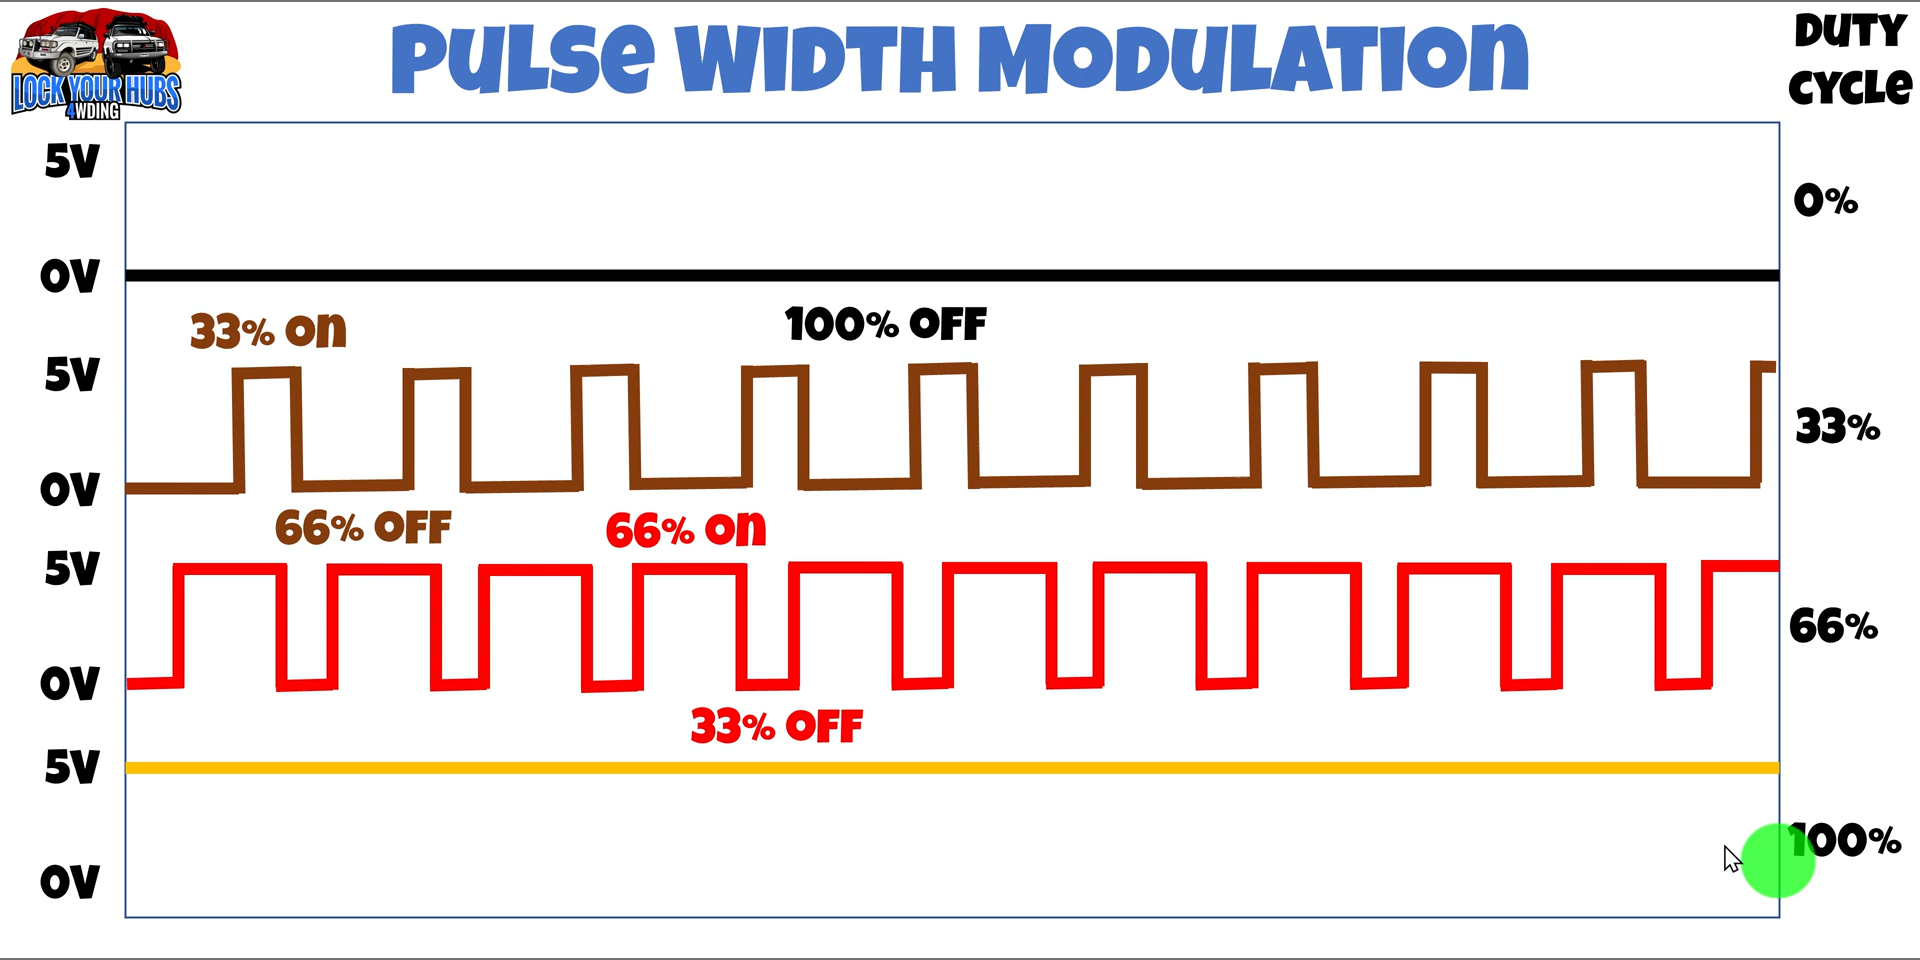 LOCK YOUR HUBS
4WDING
PULSE WIDTH MODULATION
DUTY
CYCLE
5V
0%
0V
33% ON
100% OFF
5V
33%
0V
66% OFF
66% ON
5V
66%
0V
33% OFF
5V
100%
0V